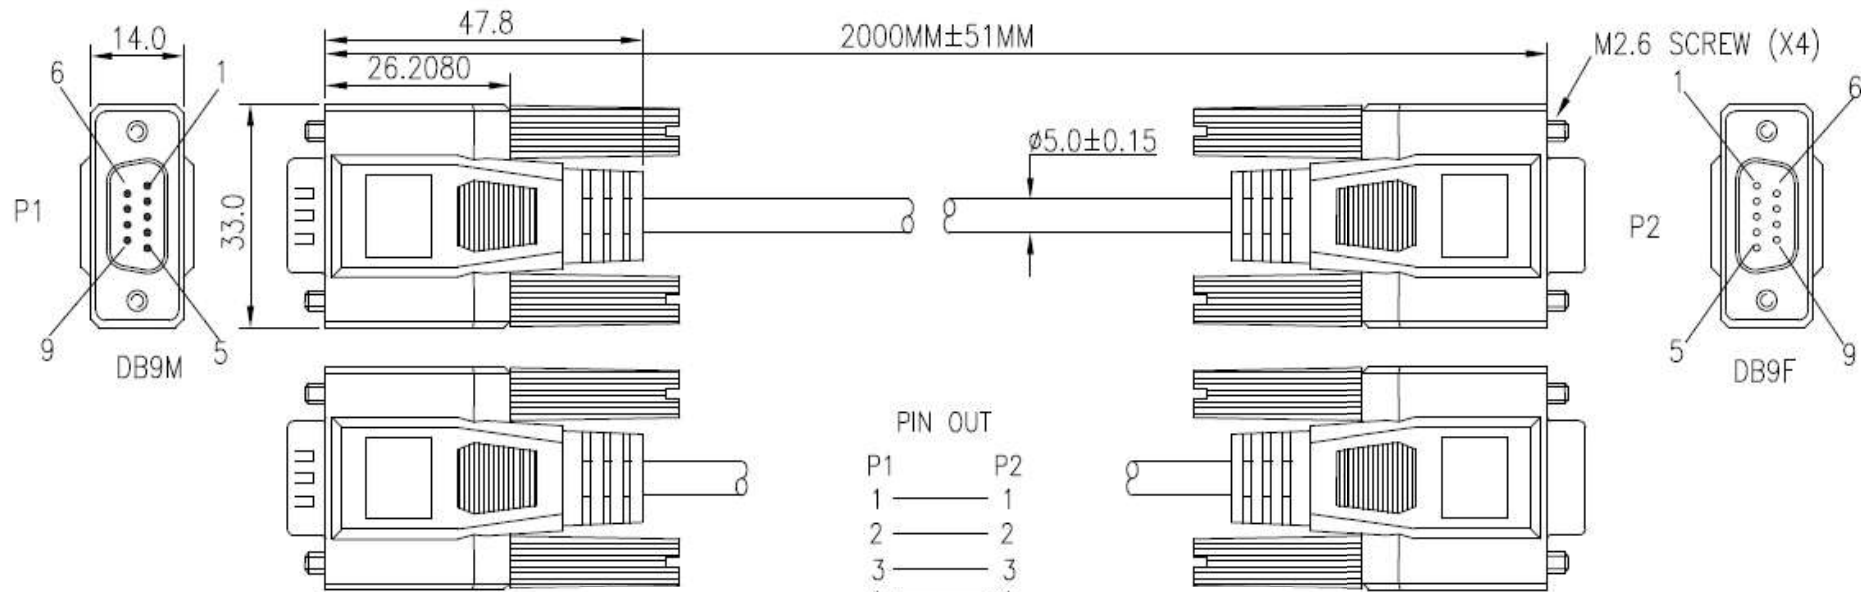 47.8
14.0
2000MM±51MM
M2.6 SCREW (X4)
26.2080
6 1
1 6
ø5.0±0.15
P1
33.0
P2
9 5
5 9
DB9M
DB9F
PIN OUT
P1 P2
1 1
2 2
3 3